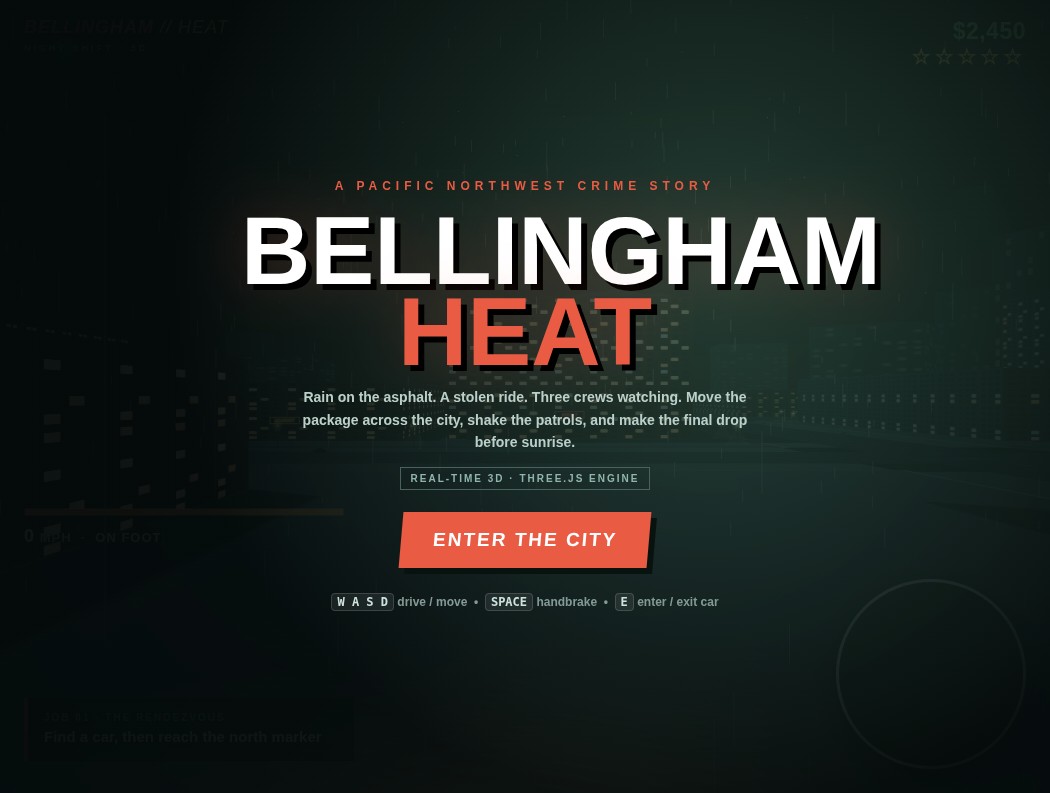 BELLINGHAM // HEAT
$2,450
☆☆☆☆☆
A PACIFIC NORTHWEST CRIME STORY
BELLINGHAM
HEAT
Rain on the asphalt. A stolen ride. Three crews watching. Move the
package across the city, shake the patrols, and make the final drop
before sunrise.
REAL-TIME 3D · THREE.JS ENGINE
0 MPH ON FOOT
ENTER THE CITY
W A S D drive / move • SPACE handbrake • E enter / exit car
Find a car, then reach the north marker